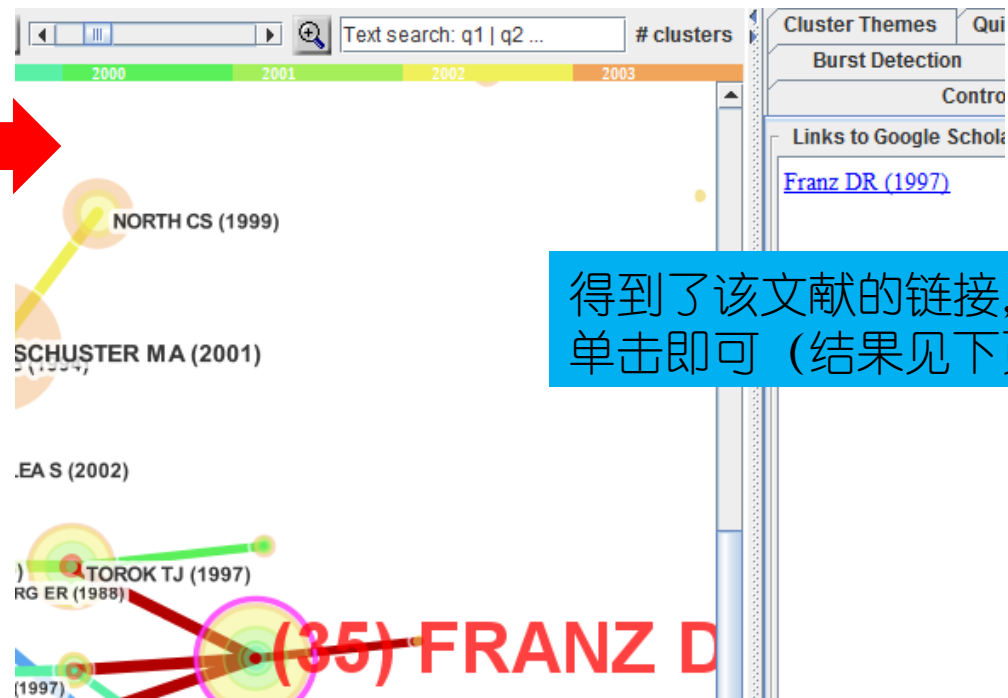 Text search: q1 | q2 ...
# clusters
Cluster Themes
Burst Detection
2000 2001 2002 2003
Links to Google
Franz DR (1997)
NORTH CS (1999)
得到了该文献的链接,
单击即可（结果见下
SCHUSTER MA (2001)
LEA S (2002)
TOROK TJ (1997)
RG ER (1988)
(35) FRANZ D
(1997)